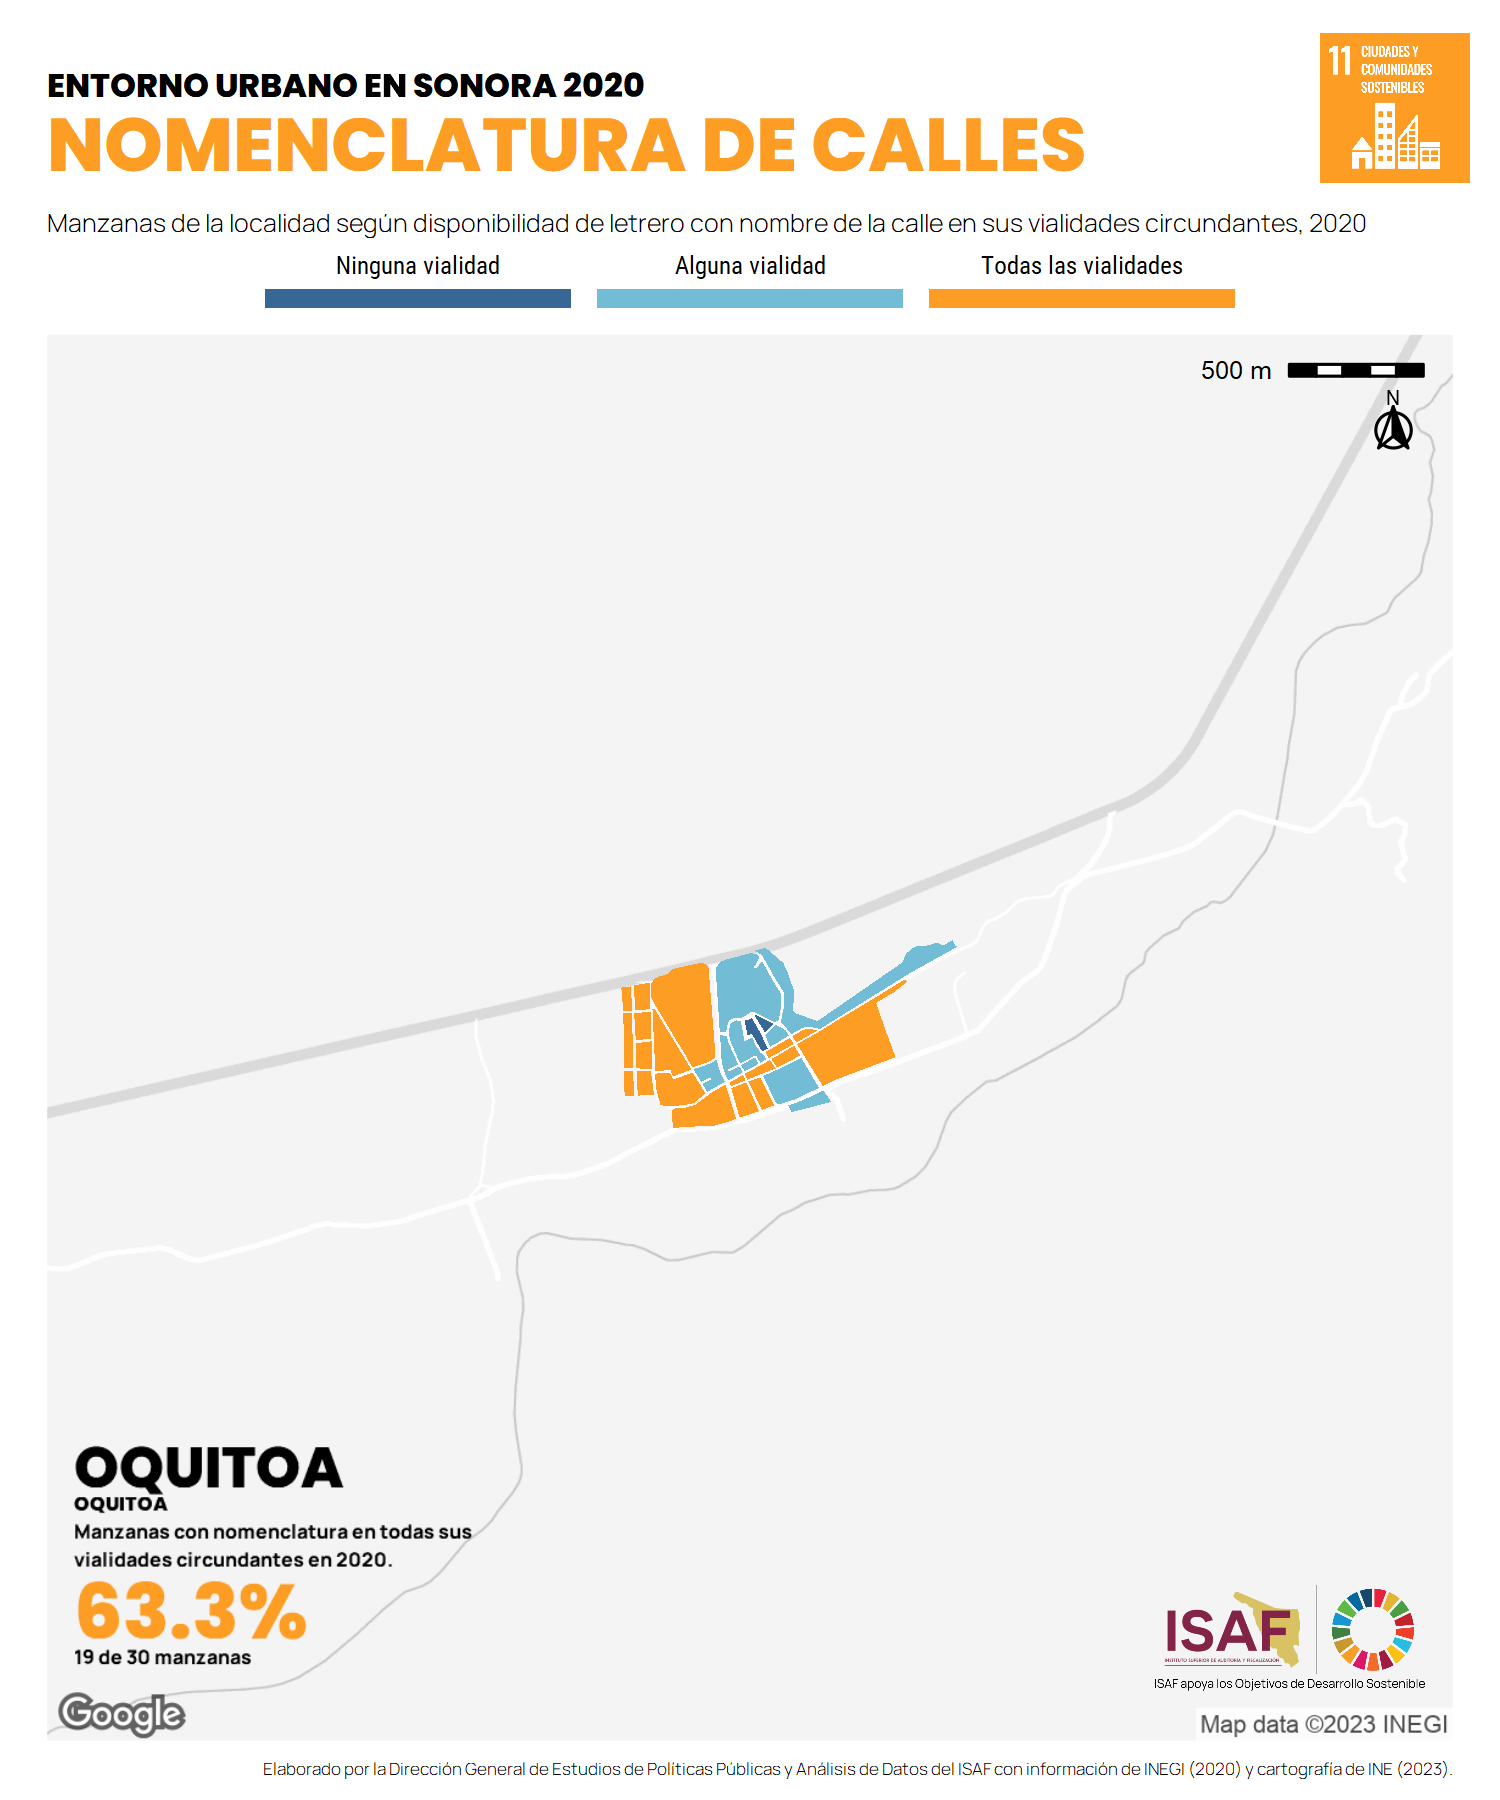 ENTORNO URBANO EN SONORA 2020
NOMENCLATURA DE CALLES
11 CIUDADES Y
COMUNIDADES
SOSTENIBLES
Manzanas de la localidad según disponibilidad de letrero con nombre de la calle en sus vialidades circundantes, 2020
Ninguna vialidad Alguna vialidad Todas las vialidades
500 m
N
OQUITOA
OQUITOA
Manzanas con nomenclatura en todas sus
vialidades circundantes en 2020.
63.3%
19 de 30 manzanas
ISAF
INSTITUTO SUPERIOR DE AUDITORÍA Y FISCALIZACIÓN
ISAF apoya los Objetivos de Desarrollo Sostenible
Google
Map data ©2023 INEGI
Elaborado por la Dirección General de Estudios de Políticas Públicas y Análisis de Datos del ISAF con información de INEGI (2020) y cartografía de INE (2023).